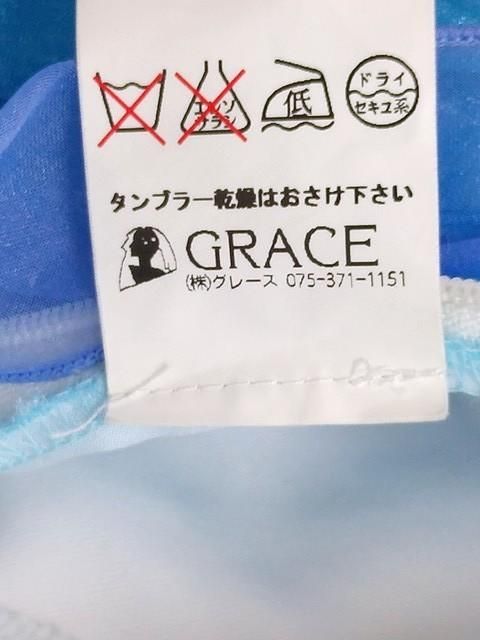 エンソ
サラシ
低
ドライ
セキユ系
タンブラー乾燥はおさけ下さい
GRACE
(株)グレース 075-371-1151